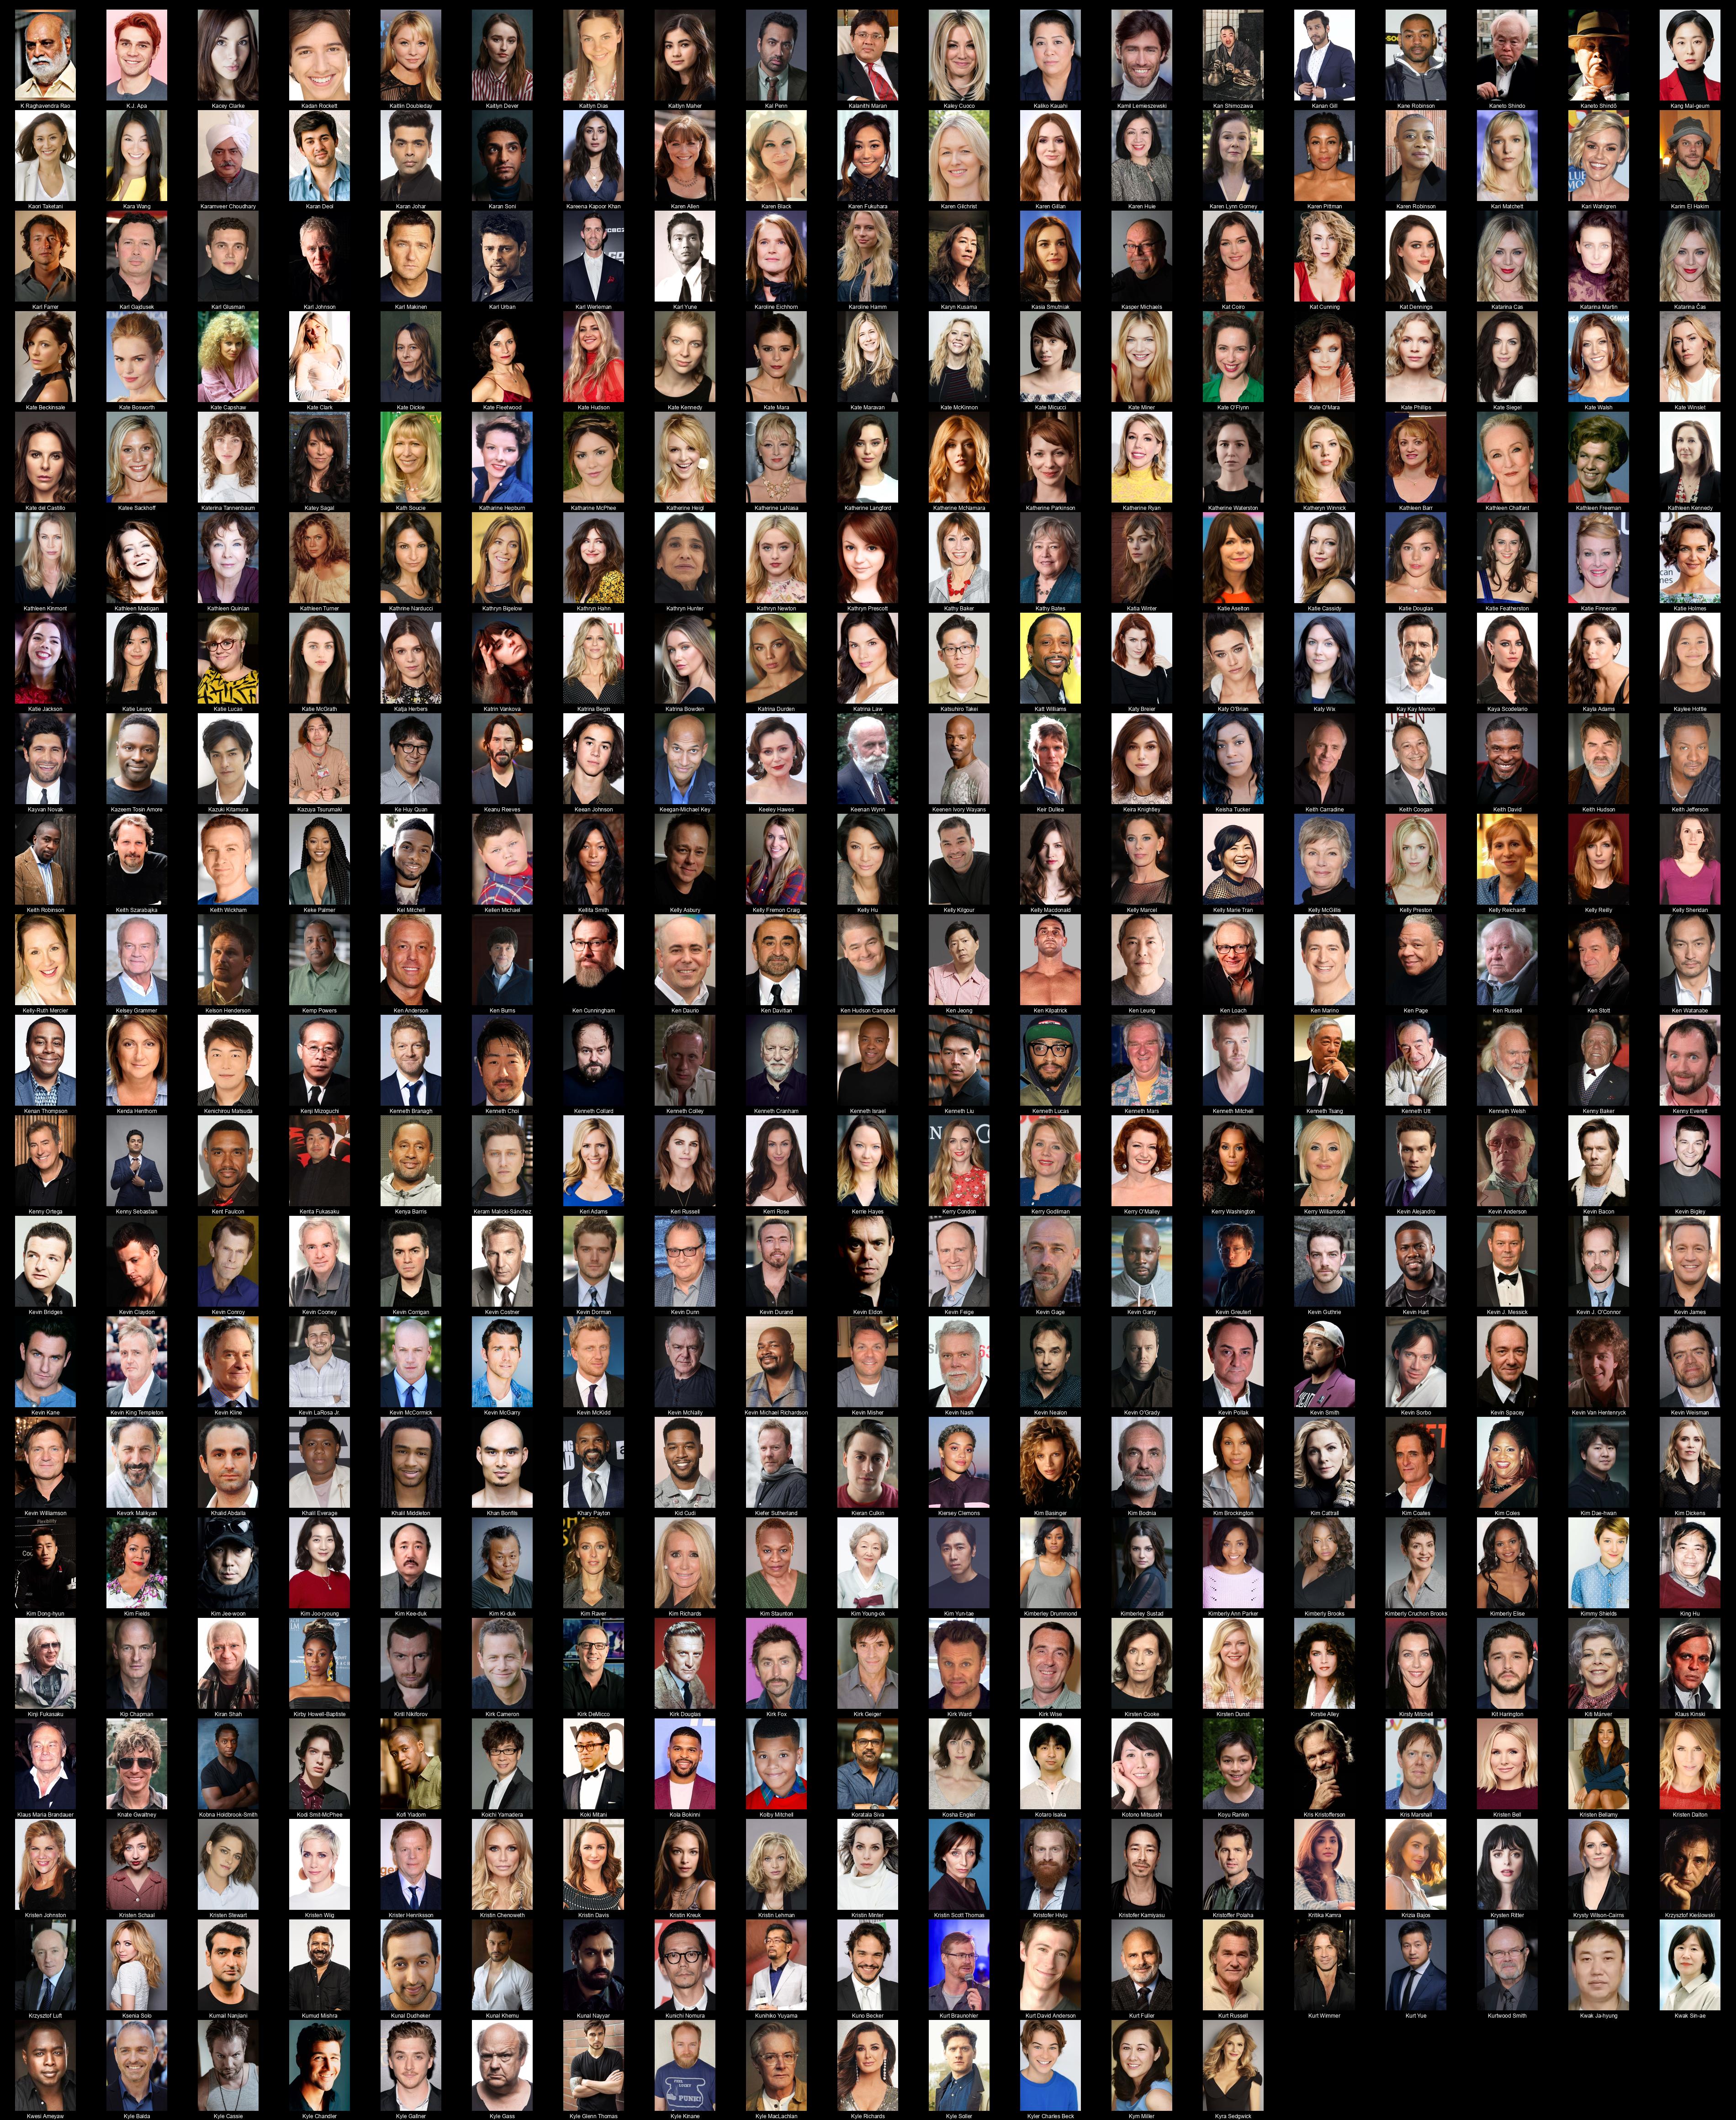 K Raghavendra Rao K.J. Apa Kacey Clarke Kadan Rockett Kaitlin Doubleday Kaitlyn Dever Kaitlyn Dias Kaitlyn Maher Kal Penn Kalanithi Maran Kaley Cuoco Kaliko Kauahi Kamil Lemieszewski Kan Shimozawa Kanan Gill Kane Robinson Kaneto Shindo Kaneto Shindō Kang Mal-geum
Kaori Taketani Kara Wang Karamveer Choudhary Karan Deol Karan Johar Karan Soni Kareena Kapoor Khan Karen Allen Karen Black Karen Fukuhara Karen Gilchrist Karen Gillan Karen Huie Karen Lynn Gorney Karen Pittman Karen Robinson Kari Matchett Kari Wahlgren Karim El Hakim
Karl Farrer Karl Gajdusek Karl Glusman Karl Johnson Karl Makinen Karl Urban Karl Werleman Karl Yune Karoline Eichhorn Karoline Hamm Karyn Kusama Kasia Smutniak Kasper Michaels Kat Coiro Kat Cunning Kat Dennings Katarina Cas Katarina Martin Katarina Čas
Kate Beckinsale Kate Bosworth Kate Capshaw Kate Clark Kate Dickie Kate Fleetwood Kate Hudson Kate Kennedy Kate Mara Kate Maravan Kate McKinnon Kate Micucci Kate Miner Kate O'Flynn Kate O'Mara Kate Phillips Kate Siegel Kate Walsh Kate Winslet
Kate del Castillo Katee Sackhoff Katerina Tannenbaum Katey Sagal Kath Soucie Katharine Hepburn Katharine McPhee Katherine Heigl Katherine LaNasa Katherine Langford Katherine McNamara Katherine Parkinson Katherine Ryan Katherine Waterston Katheryn Winnick Kathleen Barr Kathleen Chalfant Kathleen Freeman Kathleen Kennedy
Kathleen Kinmont Kathleen Madigan Kathleen Quinlan Kathleen Turner Kathrine Narducci Kathryn Bigelow Kathryn Hahn Kathryn Hunter Kathryn Newton Kathryn Prescott Kathy Baker Kathy Bates Katia Winter Katie Aselton Katie Cassidy Katie Douglas Katie Featherston Katie Finneran Katie Holmes
Katie Jackson Katie Leung Katie Lucas Katie McGrath Katja Herbers Katrin Vankova Katrina Begin Katrina Bowden Katrina Durden Katrina Law Katsuhiro Takei Katt Williams Katy Breier Katy O'Brian Katy Wix Kay Kay Menon Kaya Scodelario Kayla Adams Kaylee Hottle
Kayvan Novak Kazeem Tosin Amore Kazuki Kitamura Kazuya Tsurumaki Ke Huy Quan Keanu Reeves Keean Johnson Keegan-Michael Key Keeley Hawes Keenan Wynn Keenen Ivory Wayans Keir Dullea Keira Knightley Keisha Tucker Keith Carradine Keith Coogan Keith David Keith Hudson Keith Jefferson
Keith Robinson Keith Szarabajka Keith Wickham Keke Palmer Kel Mitchell Kellen Michael Kellita Smith Kelly Asbury Kelly Fremon Craig Kelly Hu Kelly Kilgour Kelly Macdonald Kelly Marcel Kelly Marie Tran Kelly McGillis Kelly Preston Kelly Reichardt Kelly Reilly Kelly Sheridan
Kelly-Ruth Mercier Kelsey Grammer Kelson Henderson Kemp Powers Ken Anderson Ken Burns Ken Cunningham Ken Daurio Ken Davitian Ken Hudson Campbell Ken Jeong Ken Kilpatrick Ken Leung Ken Loach Ken Marino Ken Page Ken Russell Ken Stott Ken Watanabe
Kenan Thompson Kenda Henthorn Kenichirou Matsuda Kenji Mizoguchi Kenneth Branagh Kenneth Choi Kenneth Collard Kenneth Colley Kenneth Cranham Kenneth Israel Kenneth Liu Kenneth Lucas Kenneth Mars Kenneth Mitchell Kenneth Tsang Kenneth Utt Kenneth Welsh Kenny Baker Kenny Everett
Kenny Ortega Kenny Sebastian Kent Faulcon Kenta Fukasaku Kenya Barris Keram Malicki-Sánchez Keri Adams Keri Russell Kerri Rose Kerrie Hayes Kerry Condon Kerry Godliman Kerry O'Malley Kerry Washington Kerry Williamson Kevin Alejandro Kevin Anderson Kevin Bacon Kevin Bigley
Kevin Bridges Kevin Claydon Kevin Conroy Kevin Cooney Kevin Corrigan Kevin Costner Kevin Dorman Kevin Dunn Kevin Durand Kevin Eldon Kevin Feige Kevin Gage Kevin Garry Kevin Greutert Kevin Guthrie Kevin Hart Kevin J. Messick Kevin J. O'Connor Kevin James
Kevin Kane Kevin King Templeton Kevin Kline Kevin LaRosa Jr. Kevin McCormick Kevin McGarry Kevin McKidd Kevin McNally Kevin Michael Richardson Kevin Misher Kevin Nash Kevin Nealon Kevin O'Grady Kevin Pollak Kevin Smith Kevin Sorbo Kevin Spacey Kevin Van Hentenryck Kevin Weisman
Kevin Williamson Kevork Malikyan Khalid Abdalla Khalil Everage Khalil Middleton Khan Bonfils Khary Payton Kid Cudi Kiefer Sutherland Kieran Culkin Kiersey Clemons Kim Basinger Kim Bodnia Kim Brockington Kim Cattrall Kim Coates Kim Coles Kim Dae-hwan Kim Dickens
Kim Dong-hyun Kim Fields Kim Jee-woon Kim Joo-ryoung Kim Kee-duk Kim Ki-duk Kim Raver Kim Richards Kim Staunton Kim Young-ok Kim Yun-tae Kimberley Drummond Kimberley Sustad Kimberly Ann Parker Kimberly Brooks Kimberly Cruchon Brooks Kimberly Elise Kimmy Shields King Hu
Kinji Fukasaku Kip Chapman Kiran Shah Kirby Howell-Baptiste Kirill Nikiforov Kirk Cameron Kirk DeMicco Kirk Douglas Kirk Fox Kirk Geiger Kirk Ward Kirk Wise Kirsten Cooke Kirsten Dunst Kirstie Alley Kirsty Mitchell Kit Harington Kiti Mánver Klaus Kinski
Klaus Maria Brandauer Knate Gwaltney Kobna Holdbrook-Smith Kodi Smit-McPhee Kofi Yiadom Koichi Yamadera Koki Mitani Kola Bokinni Kolby Mitchell Koratala Siva Kosha Engler Kotaro Isaka Kotono Mitsuishi Koyu Rankin Kris Kristofferson Kris Marshall Kristen Bell Kristen Bellamy Kristen Dalton
Kristen Johnston Kristen Schaal Kristen Stewart Kristen Wiig Krister Henriksson Kristin Chenoweth Kristin Davis Kristin Kreuk Kristin Lehman Kristin Minter Kristin Scott Thomas Kristofer Hivju Kristofer Kamiyasu Kristoffer Polaha Kritika Kamra Krizia Bajos Krysten Ritter Krysty Wilson-Cairns Krzysztof Kieślowski
Krzysztof Luft Ksenia Solo Kumail Nanjiani Kumud Mishra Kunal Dudheker Kunal Khemu Kunal Nayyar Kunichi Nomura Kunihiko Yuyama Kuno Becker Kurt Braunohler Kurt David Anderson Kurt Fuller Kurt Russell Kurt Wimmer Kurt Yue Kurtwood Smith Kwak Ja-hyung Kwak Sin-ae
Kwesi Ameyaw Kyle Balda Kyle Cassie Kyle Chandler Kyle Gallner Kyle Gass Kyle Glenn Thomas Kyle Kinane Kyle MacLachlan Kyle Richards Kyle Soller Kyler Charles Beck Kym Miller Kyra Sedgwick